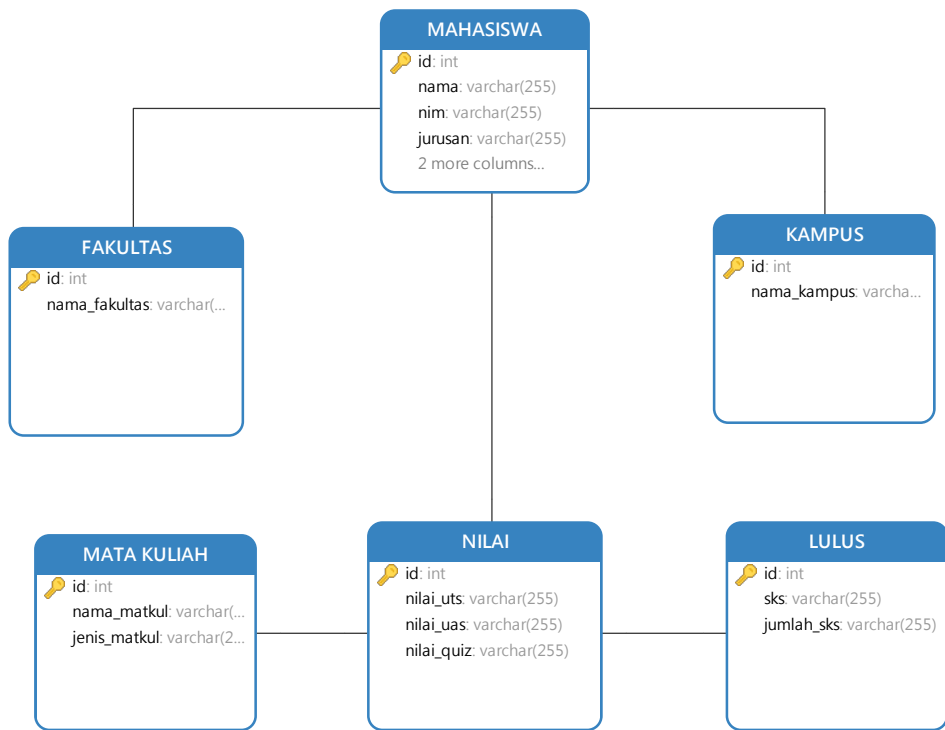 MAHASISWA
id: int
nama: varchar(255)
nim: varchar(255)
jurusan: varchar(255)
2 more columns...
FAKULTAS
id: int
nama_fakultas: varchar(...
KAMPUS
id: int
nama_kampus: varcha...
MATA KULIAH
id: int
nama_matkul: varchar(...
jenis_matkul: varchar(2...
NILAI
id: int
nilai_uts: varchar(255)
nilai_uas: varchar(255)
nilai_quiz: varchar(255)
LULUS
id: int
sks: varchar(255)
jumlah_sks: varchar(255)